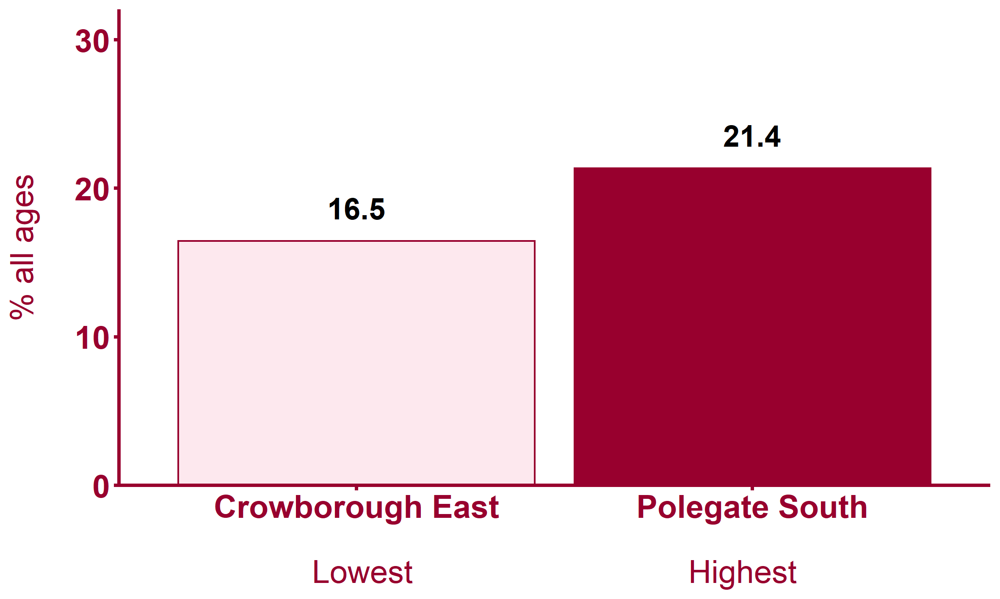 30
20
10
0
% all ages
16.5
21.4
Crowborough East
Polegate South
Lowest
Highest